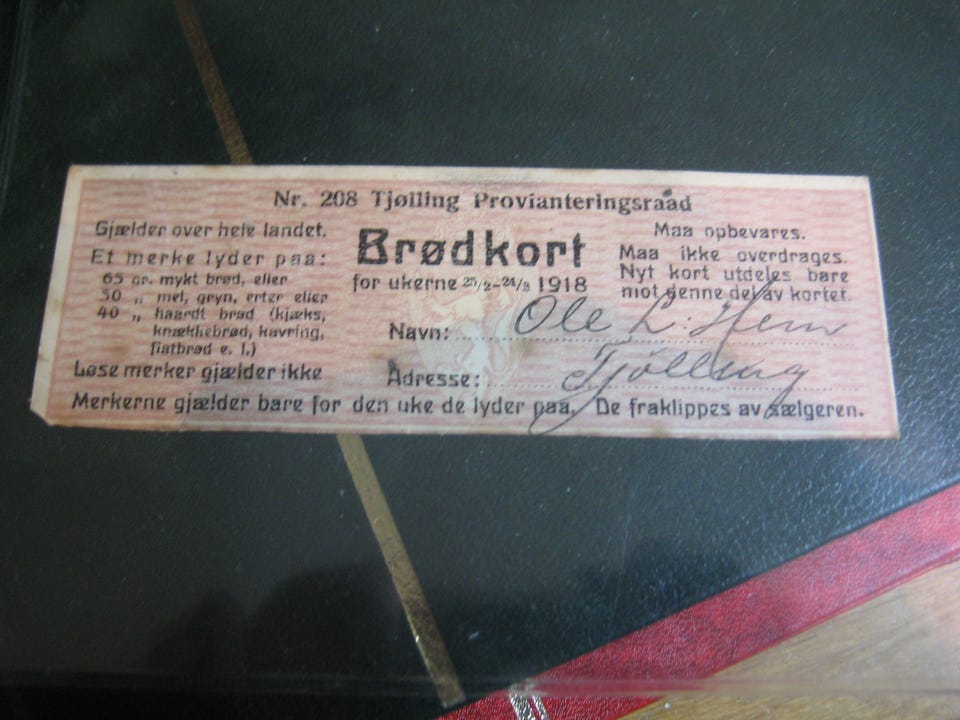 Nr. 208 Tjølling Provianteringsraad
Gjælder over hele landet.
Et merke lyder paa:
65 gr. mykt brød, eller
50 „ mel, gryn, erter eller
40 „ haardt brød (kjæks,
knækkebrød, kavring,
flatbrød e. l.)
Løse merker gjælder ikke
Brødkort
for ukerne 25/2-24/3 1918
Navn: Ole L. Hem
Adresse: Tjölling
Maa opbevares.
Maa ikke overdrages.
Nyt kort utdeles bare
mot denne del av kortet.
Merkerne gjælder bare for den uke de lyder paa. De fraklippes av sælgeren.